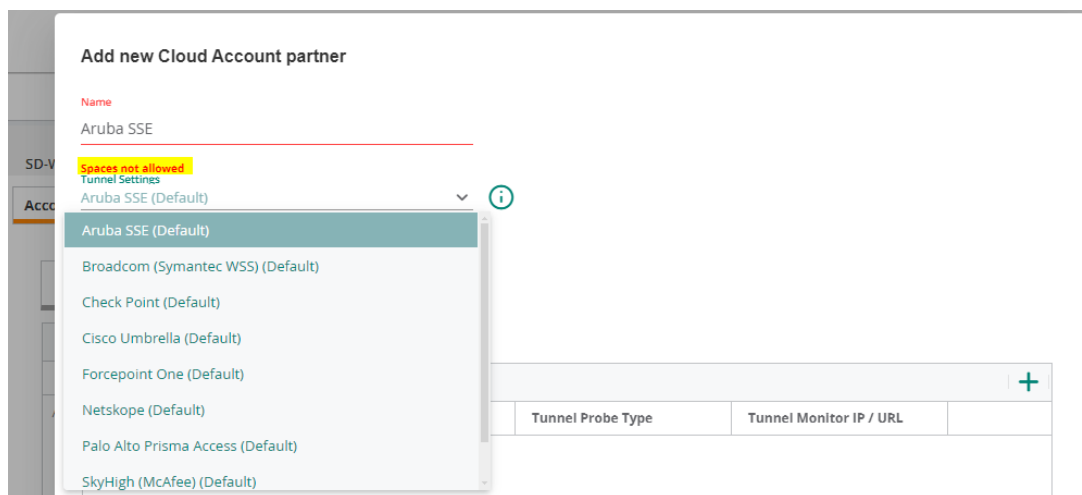 Add new Cloud Account partner
Name
Aruba SSE
Spaces not allowed
Tunnel Settings
Aruba SSE (Default)
Aruba SSE (Default)
Broadcom (Symantec WSS) (Default)
Check Point (Default)
Cisco Umbrella (Default)
Forcepoint One (Default)
Netskope (Default)
Palo Alto Prisma Access (Default)
SkyHigh (McAfee) (Default)
Tunnel Probe Type
Tunnel Monitor IP / URL